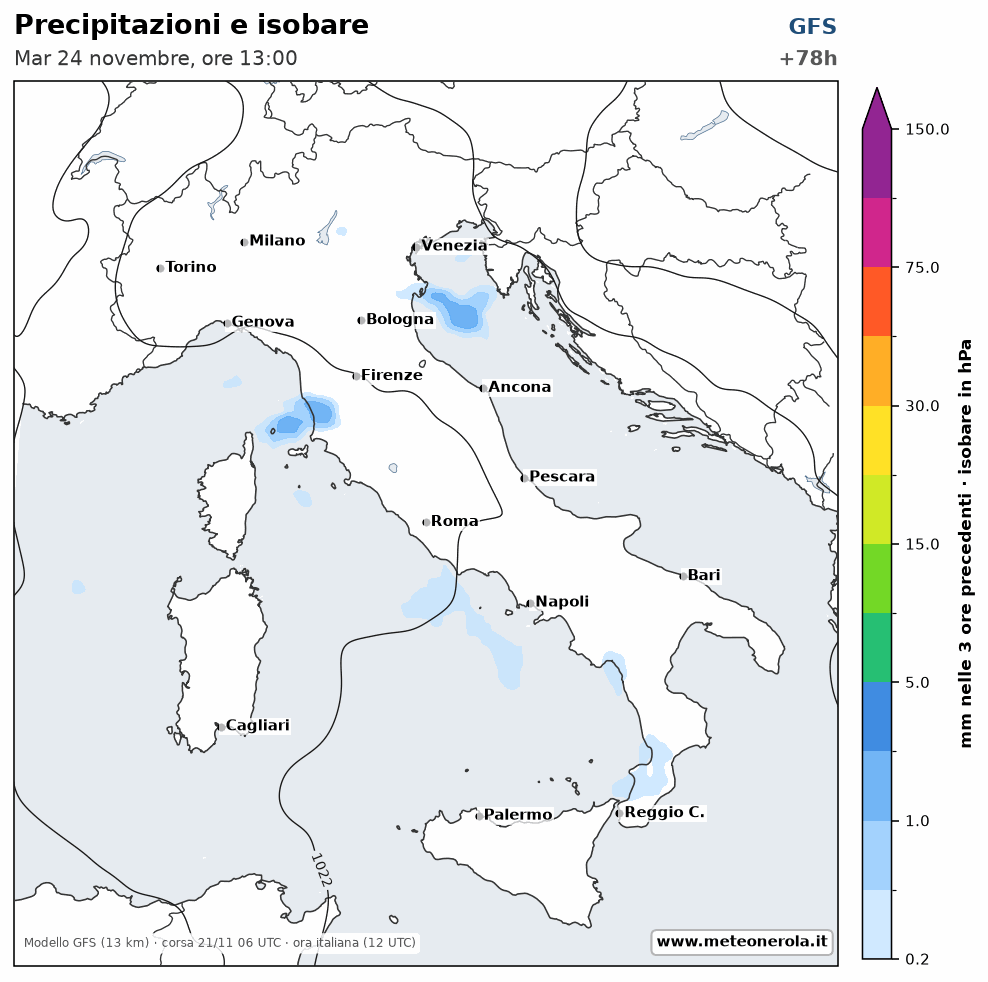 Precipitazioni e isobare
GFS
Mar 24 novembre, ore 13:00
+78h
150.0
75.0
30.0
15.0
5.0
1.0
0.2
mm nelle 3 ore precedenti · isobare in hPa
Milano
Venezia
Torino
Genova
Bologna
Firenze
Ancona
Pescara
Roma
Bari
Napoli
Cagliari
Palermo
Reggio C.
1022
Modello GFS (13 km) · corsa 21/11 06 UTC · ora italiana (12 UTC)
www.meteonerola.it